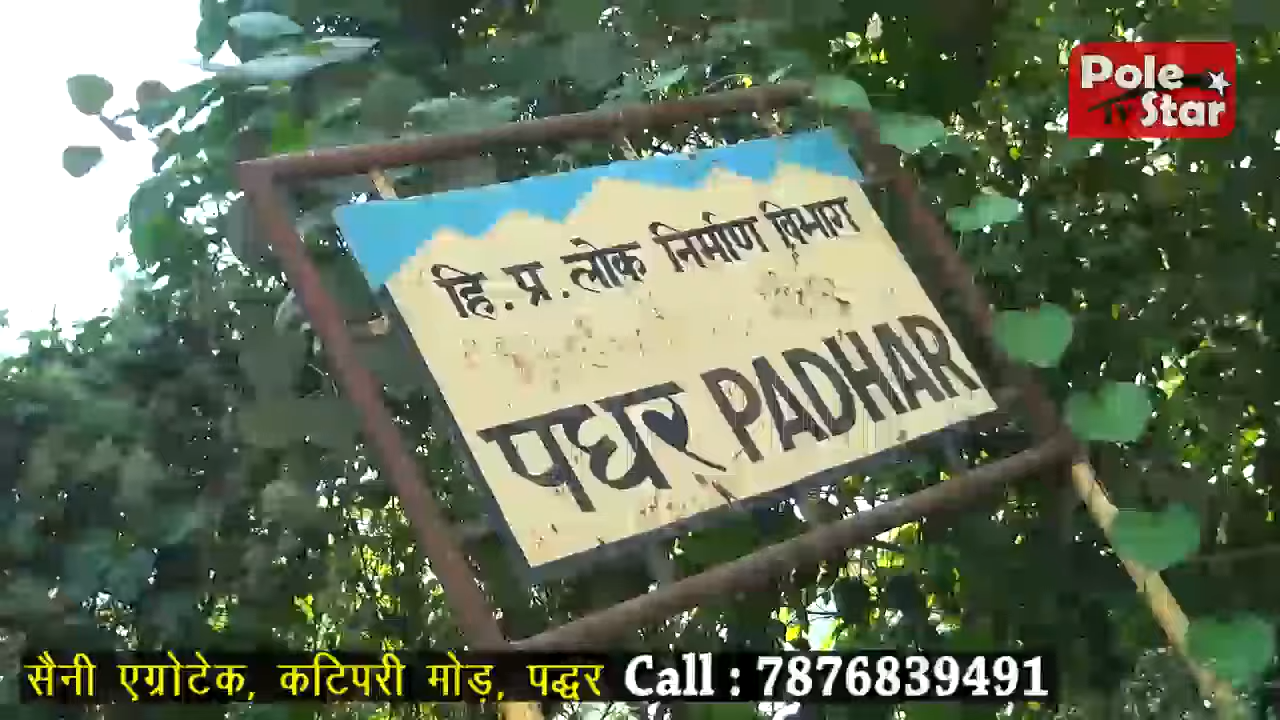 Pole
Tv Star
हि.प्र.लोक निर्माण विभाग
पधर PADHAR
सैनी एग्रोटेक, कटिपरी मोड़, पद्धर Call : 7876839491